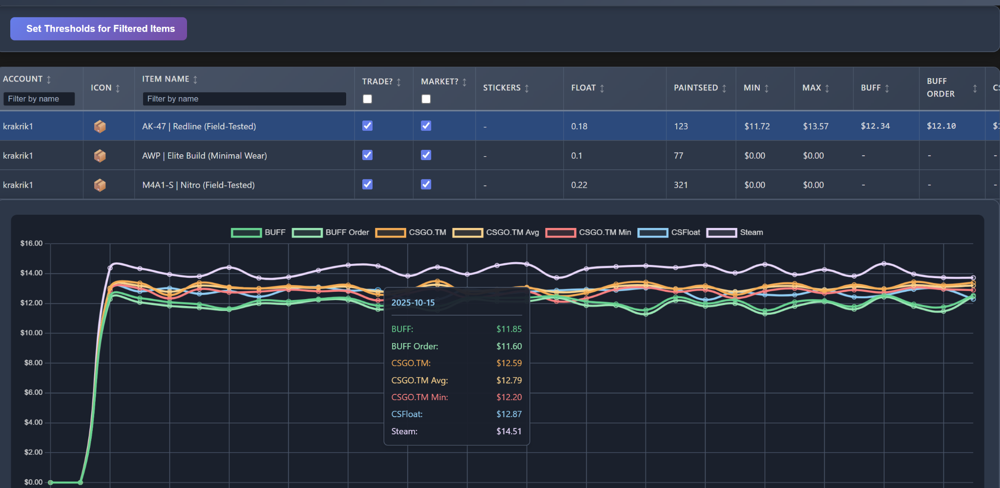 Set Thresholds for Filtered Items
ACCOUNT ICON ITEM NAME TRADE? MARKET? STICKERS FLOAT PAINTSEED MIN MAX BUFF BUFF ORDER
Filter by name Filter by name
krakrik1 AK-47 | Redline (Field-Tested) - 0.18 123 $11.72 $13.57 $12.34 $12.10
krakrik1 AWP | Elite Build (Minimal Wear) - 0.1 77 $0.00 $0.00 - - -
krakrik1 M4A1-S | Nitro (Field-Tested) - 0.22 321 $0.00 $0.00 - - -
BUFF BUFF Order CSGO.TM CSGO.TM Avg CSGO.TM Min CSFloat Steam
$16.00
$14.00
$12.00
$10.00
$8.00
$6.00
$4.00
$2.00
$0.00
2025-10-15
BUFF: $11.85
BUFF Order: $11.60
CSGO.TM: $12.59
CSGO.TM Avg: $12.79
CSGO.TM Min: $12.20
CSFloat: $12.87
Steam: $14.51